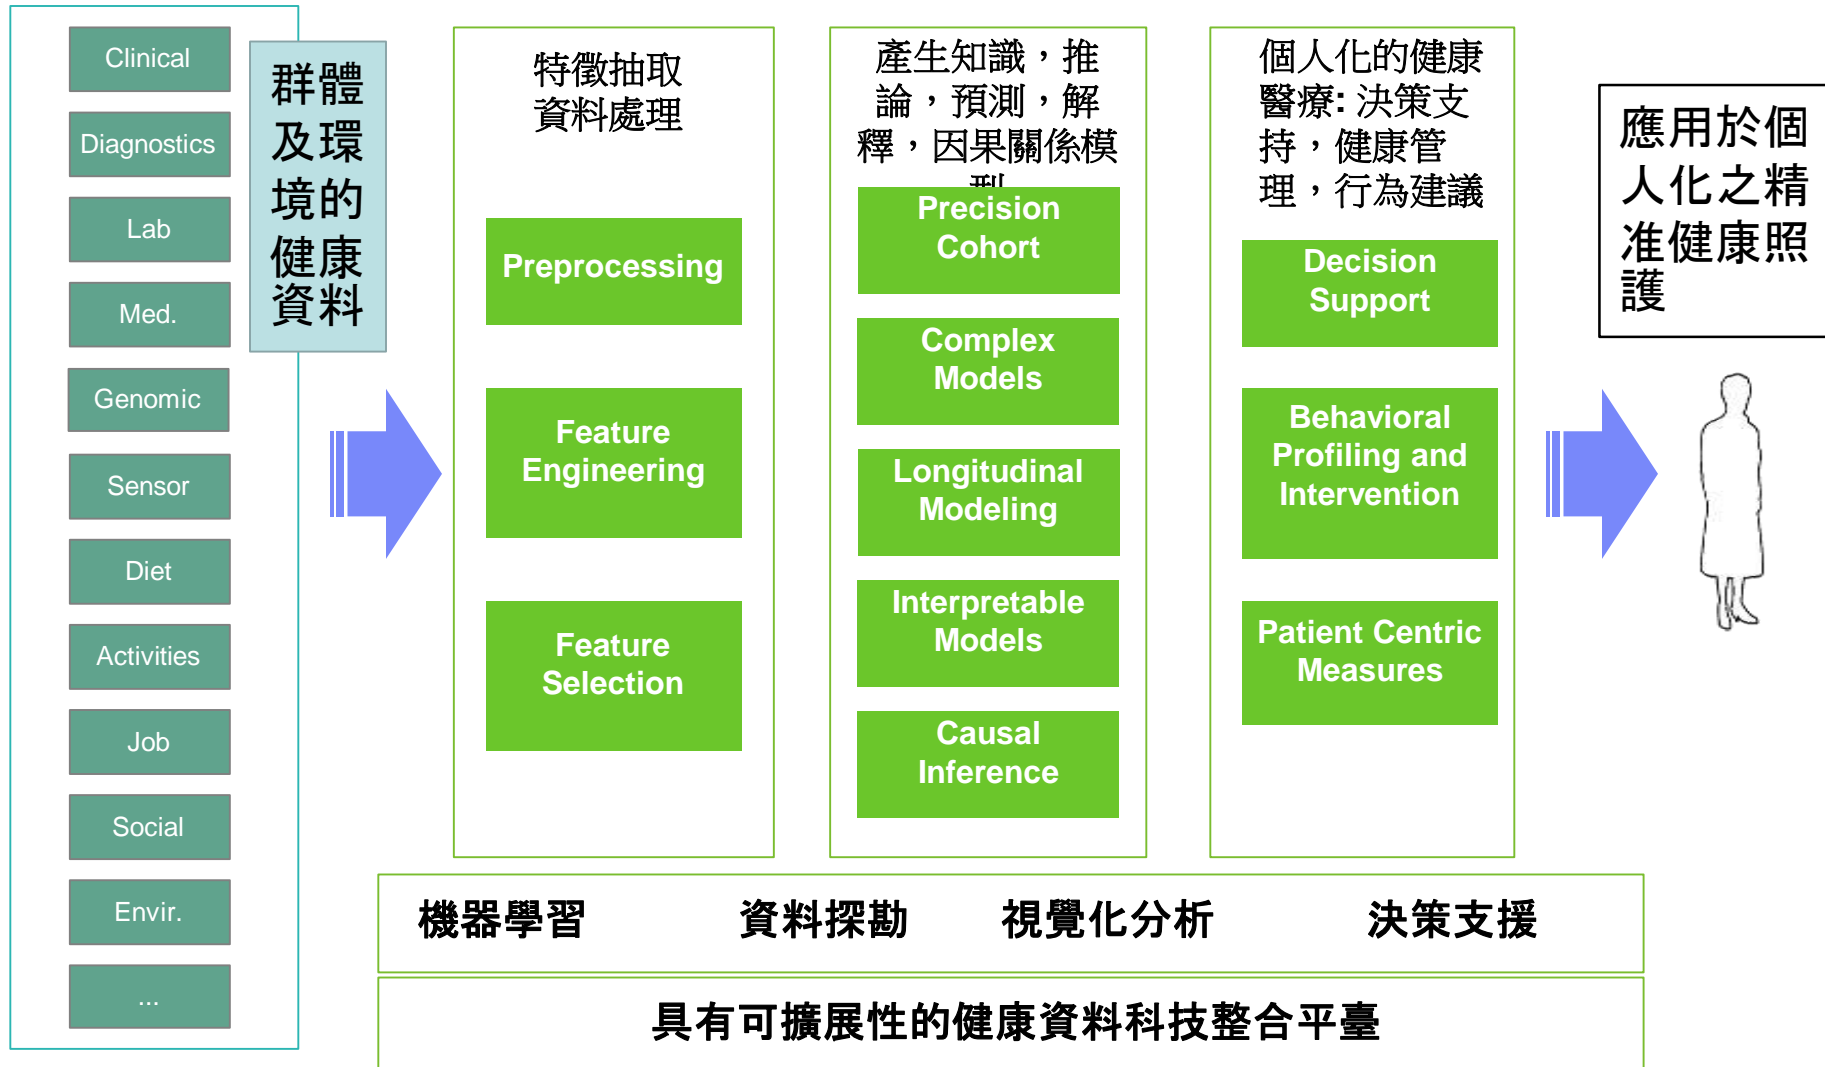 Clinical
Diagnostics
Lab
Med.
Genomic
Sensor
Diet
Activities
Job
Social
Envir.
...
群體
及環
境的
健康
資料
特徵抽取
資料處理
Preprocessing
Feature
Engineering
Feature
Selection
產生知識，推
論，預測，解
釋，因果關係模
型
Precision
Cohort
Complex
Models
Longitudinal
Modeling
Interpretable
Models
Causal
Inference
個人化的健康
醫療: 決策支
持，健康管
理，行為建議
Decision
Support
Behavioral
Profiling and
Intervention
Patient Centric
Measures
應用於個
人化之精
准健康照
護
機器學習 資料探勘 視覺化分析 決策支援
具有可擴展性的健康資料科技整合平臺